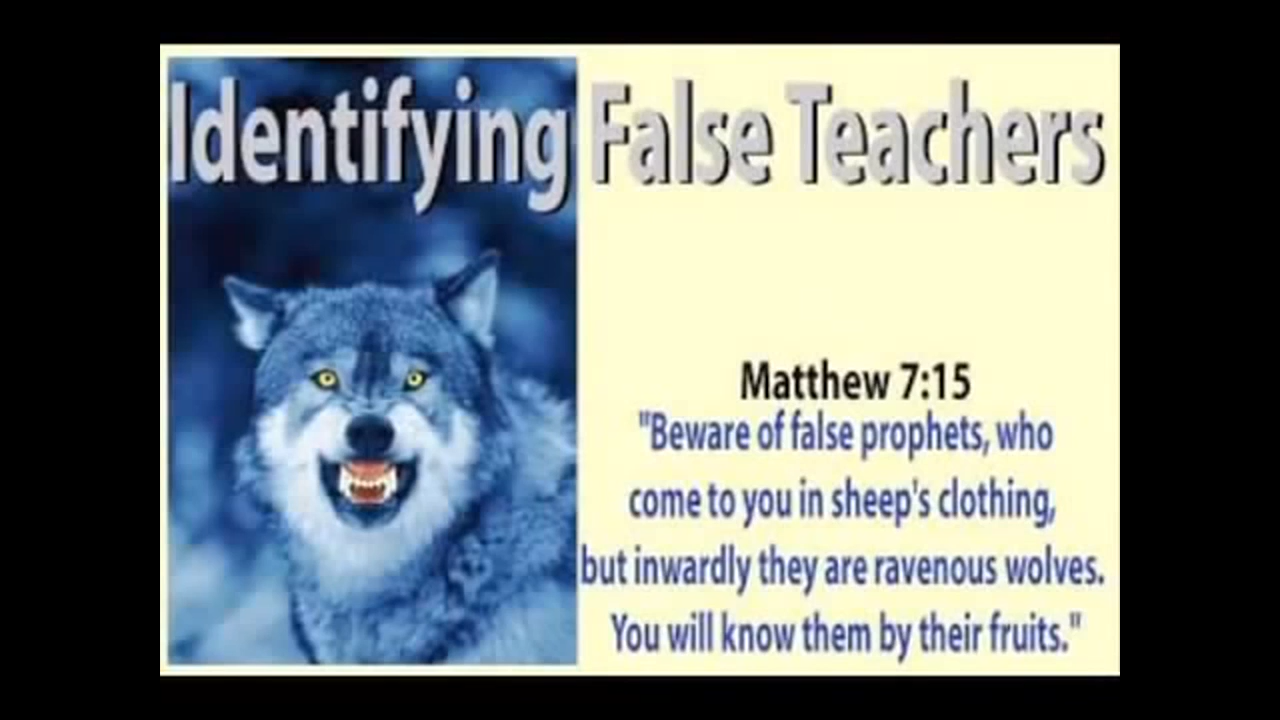 Identifying False Teachers
Matthew 7:15
"Beware of false prophets, who
come to you in sheep's clothing,
but inwardly they are ravenous wolves.
You will know them by their fruits."